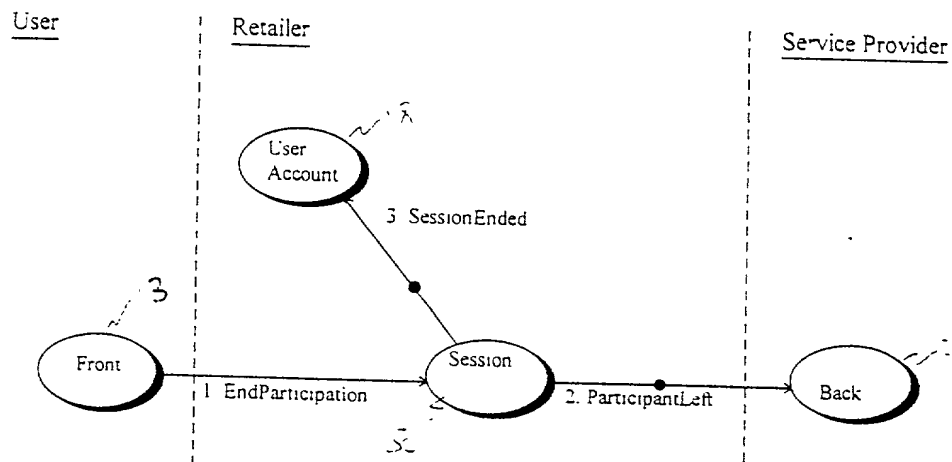 User
Retailer
Service Provider
User
Account
3 SessionEnded
3
Front
Session
1 EndParticipation
2. ParticipantLeft
Back